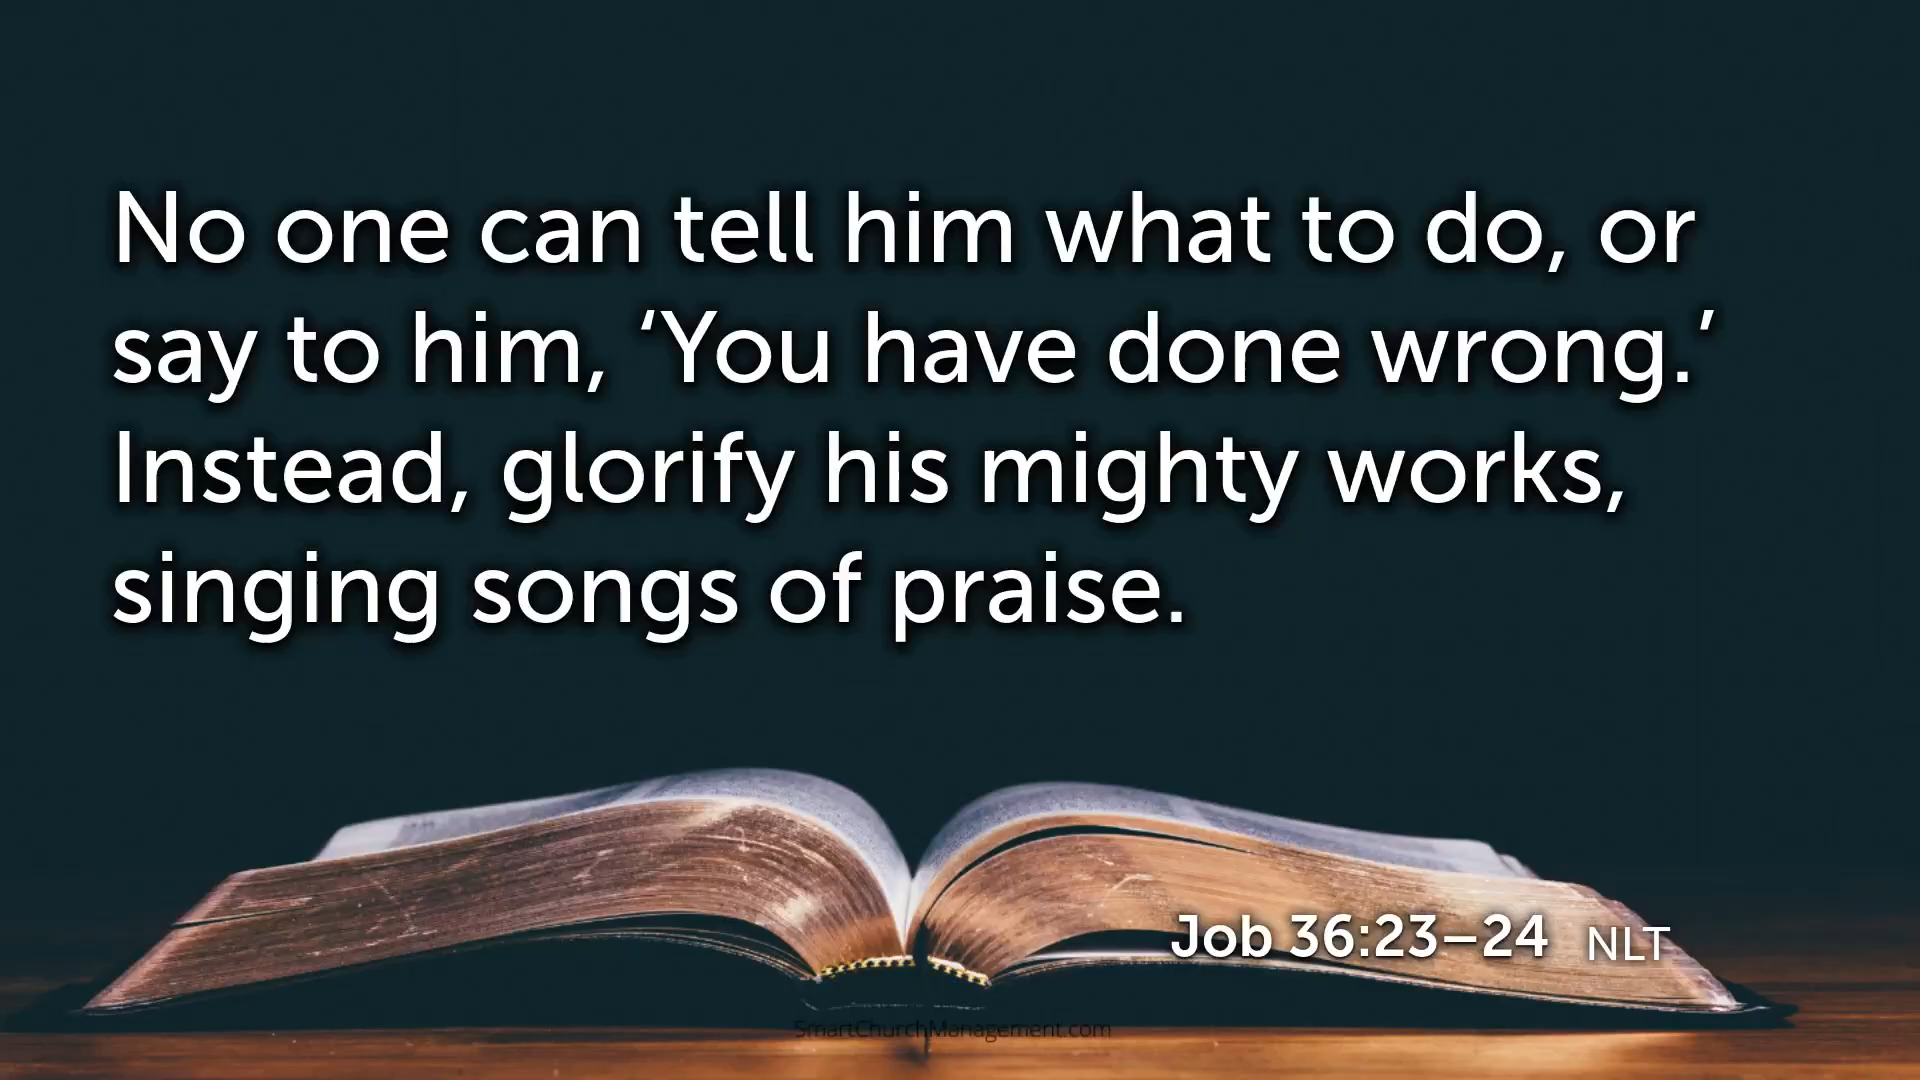 No one can tell him what to do, or
say to him, ‘You have done wrong.’
Instead, glorify his mighty works,
singing songs of praise.
Job 36:23–24 NLT
SmartChurchManagement.com